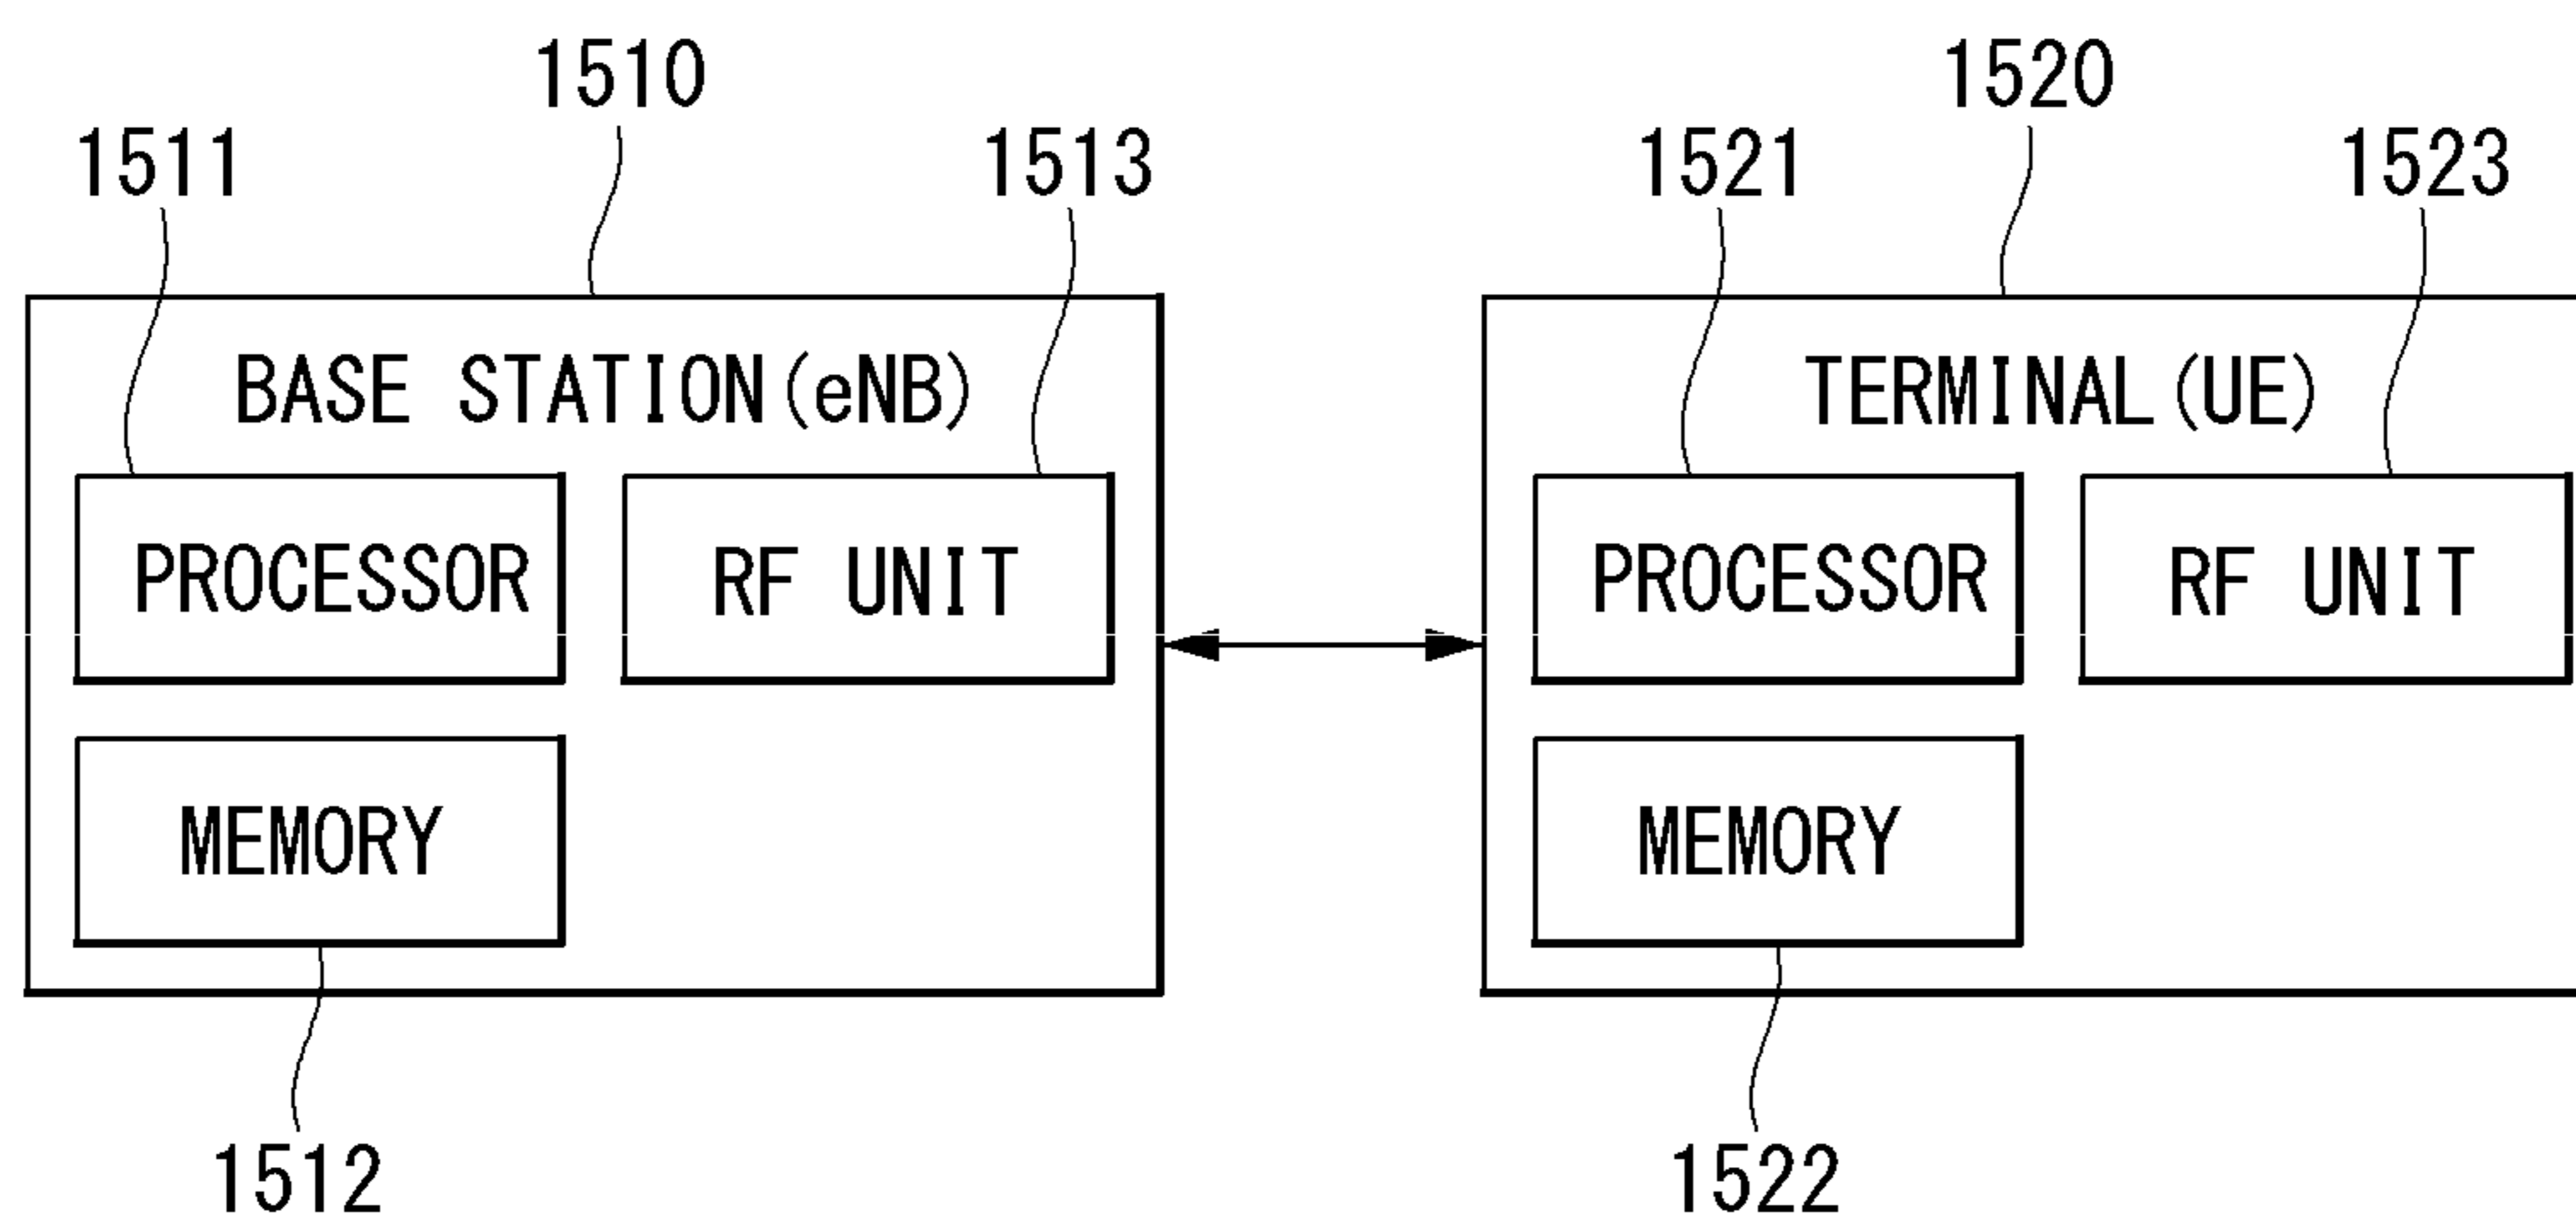 1510
1520
1511
1513
1521
1523
BASE STATION(eNB)
TERMINAL(UE)
PROCESSOR
RF UNIT
PROCESSOR
RF UNIT
MEMORY
MEMORY
1512
1522